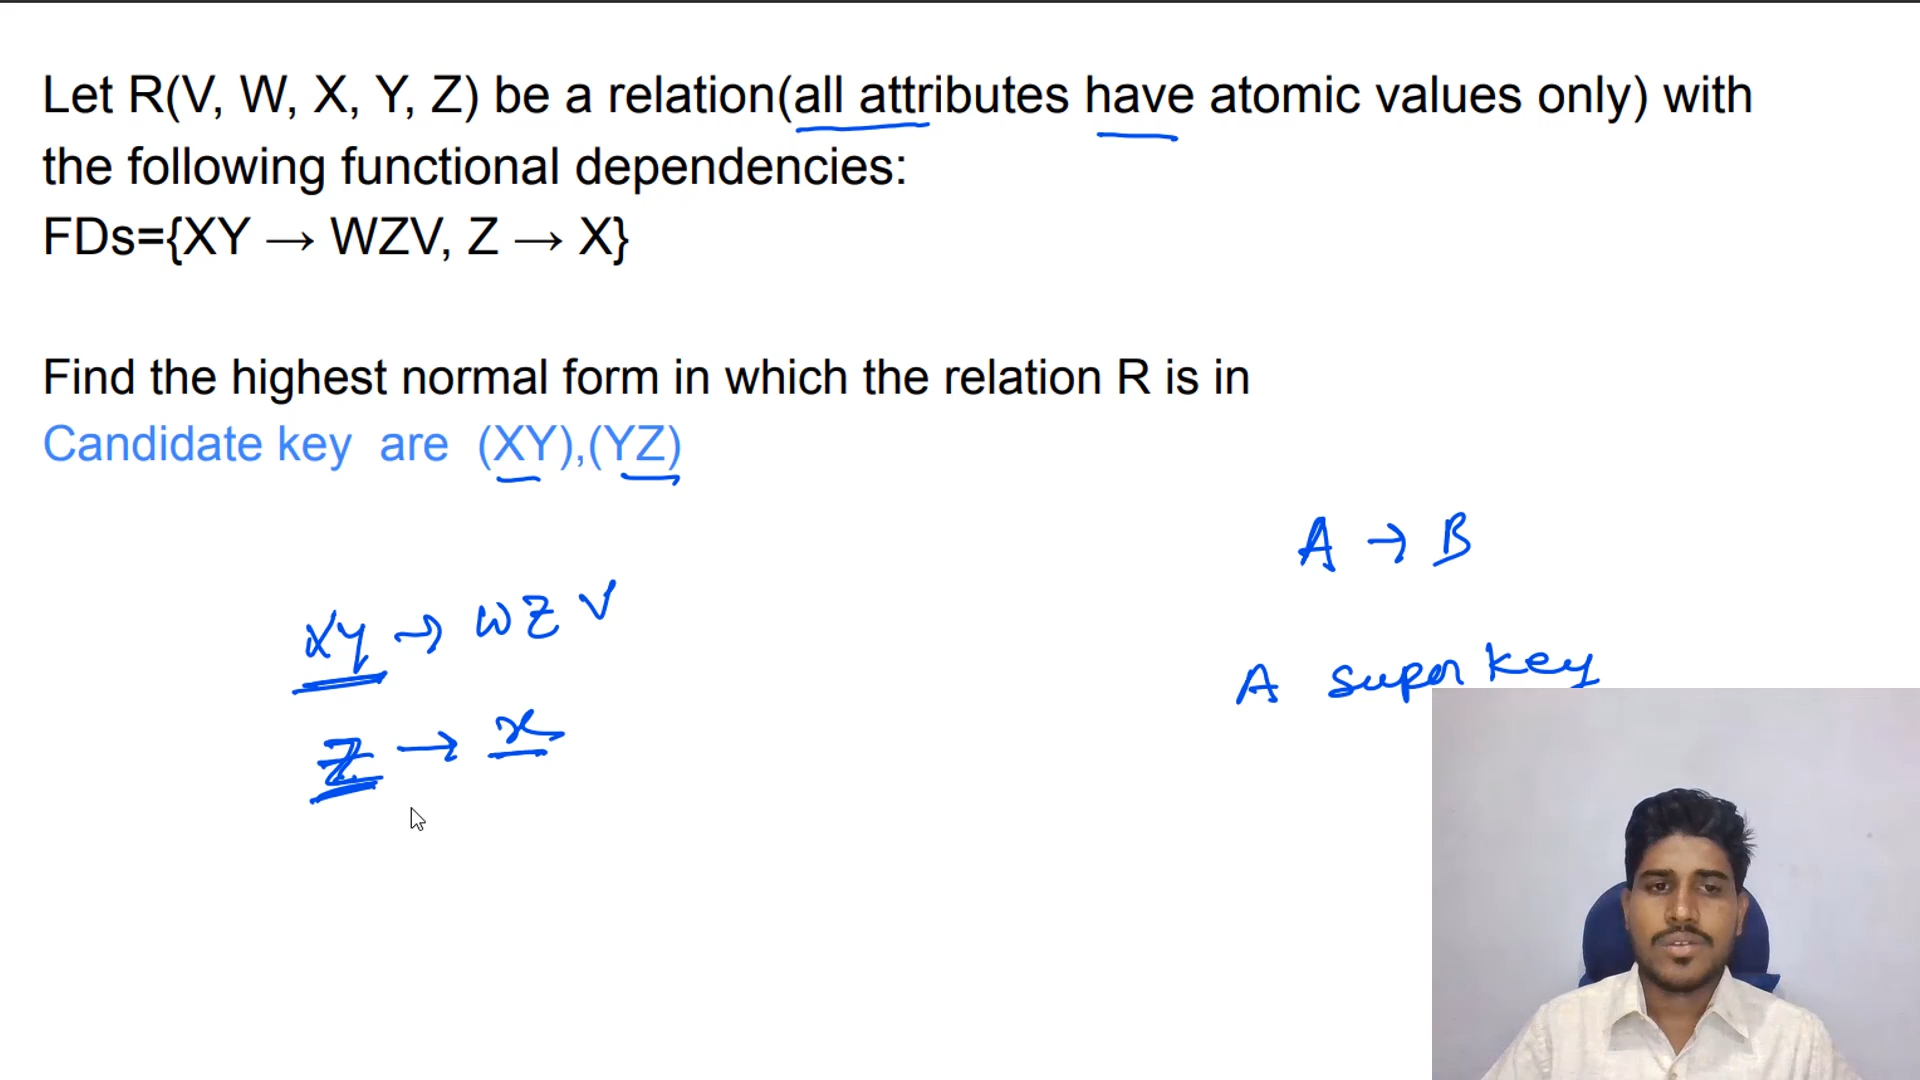 Let R(V, W, X, Y, Z) be a relation(all attributes have atomic values only) with
the following functional dependencies:
FDs={XY → WZV, Z → X}
Find the highest normal form in which the relation R is in
Candidate key are (XY),(YZ)
A → B
XY → WZV
A super key
Z → X